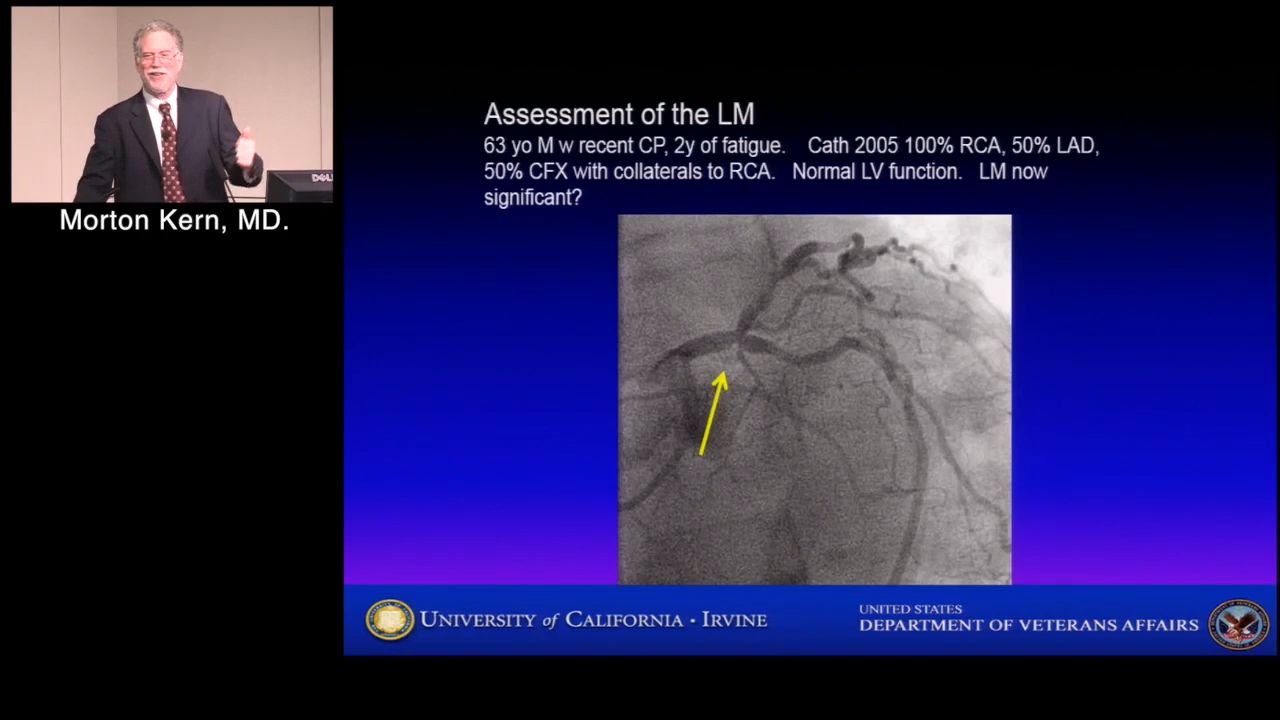 DELL
Morton Kern, MD.
Assessment of the LM
63 yo M w recent CP, 2y of fatigue. Cath 2005 100% RCA, 50% LAD,
50% CFX with collaterals to RCA. Normal LV function. LM now
significant?
UNIVERSITY of CALIFORNIA • IRVINE
UNITED STATES
DEPARTMENT OF VETERANS AFFAIRS